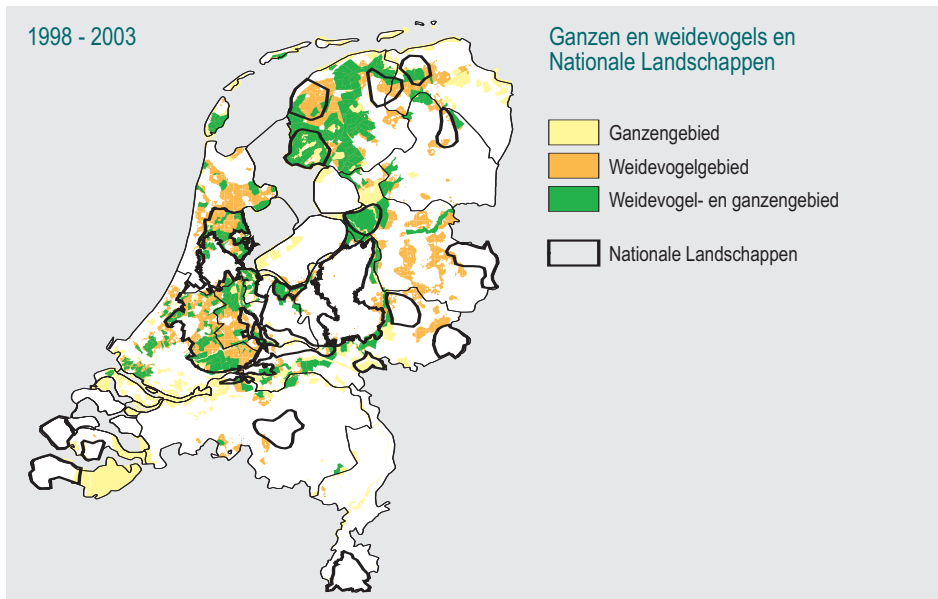 1998 - 2003
Ganzen en weidevogels en
Nationale Landschappen
Ganzengebied
Weidevogelgebied
Weidevogel- en ganzengebied
Nationale Landschappen